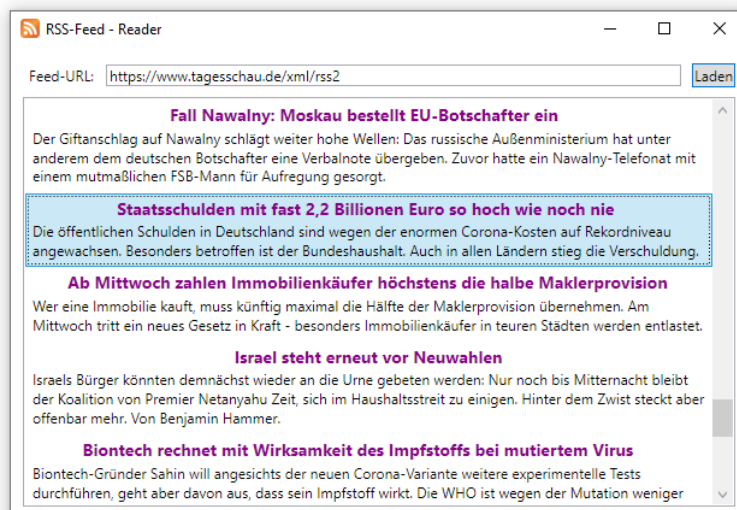 RSS-Feed - Reader
Feed-URL: https://www.tagesschau.de/xml/rss2 Laden
Fall Nawalny: Moskau bestellt EU-Botschafter ein
Der Giftanschlag auf Nawalny schlägt weiter hohe Wellen: Das russische Außenministerium hat unter
anderem dem deutschen Botschafter eine Verbalnote übergeben. Zuvor hatte ein Nawalny-Telefonat mit
einem mutmaßlichen FSB-Mann für Aufregung gesorgt.
Staatsschulden mit fast 2,2 Billionen Euro so hoch wie noch nie
Die öffentlichen Schulden in Deutschland sind wegen der enormen Corona-Kosten auf Rekordniveau
angewachsen. Besonders betroffen ist der Bundeshaushalt. Auch in allen Ländern stieg die Verschuldung.
Ab Mittwoch zahlen Immobilienkäufer höchstens die halbe Maklerprovision
Wer eine Immobilie kauft, muss künftig maximal die Hälfte der Maklerprovision übernehmen. Am
Mittwoch tritt ein neues Gesetz in Kraft - besonders Immobilienkäufer in teuren Städten werden entlastet.
Israel steht erneut vor Neuwahlen
Israels Bürger könnten demnächst wieder an die Urne gebeten werden: Nur noch bis Mitternacht bleibt
der Koalition von Premier Netanyahu Zeit, sich im Haushaltsstreit zu einigen. Hinter dem Zwist steckt aber
offenbar mehr. Von Benjamin Hammer.
Biontech rechnet mit Wirksamkeit des Impfstoffs bei mutiertem Virus
Biontech-Gründer Sahin will angesichts der neuen Corona-Variante weitere experimentelle Tests
durchführen, geht aber davon aus, dass sein Impfstoff wirkt. Die WHO ist wegen der Mutation weniger